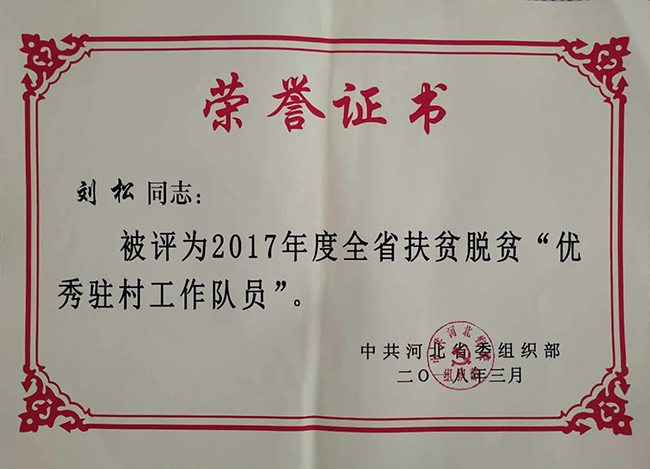 荣誉证书
刘松同志：
被评为2017年度全省扶贫脱贫“优
秀驻村工作队员”。
中共河北省委组织部
二〇一八年三月